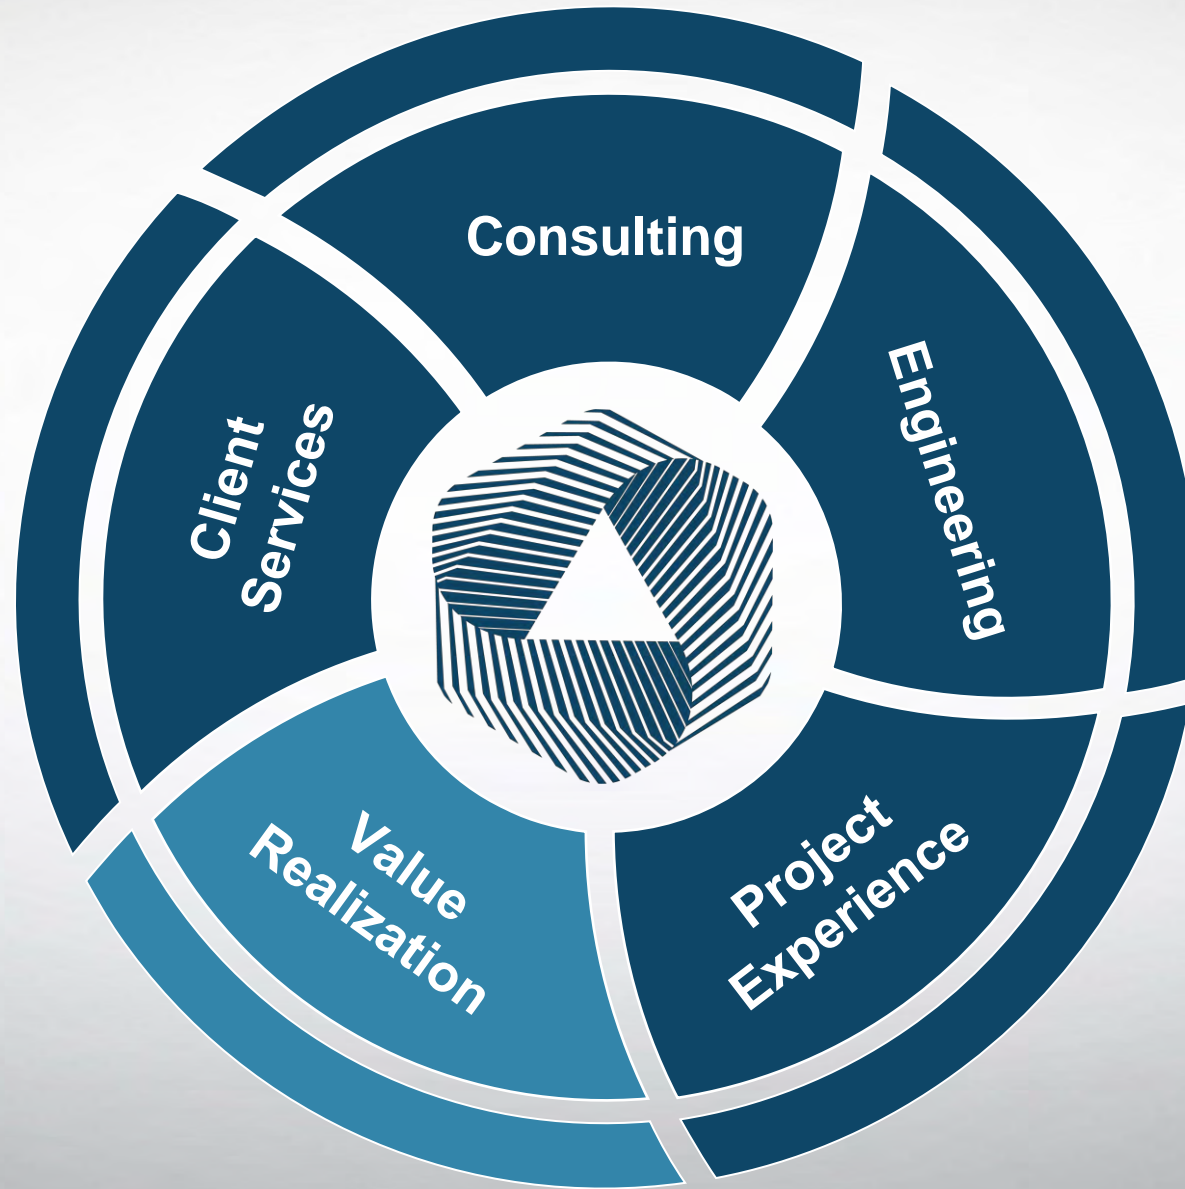 Consulting
Engineering
Project
Experience
Value
Realization
Client
Services